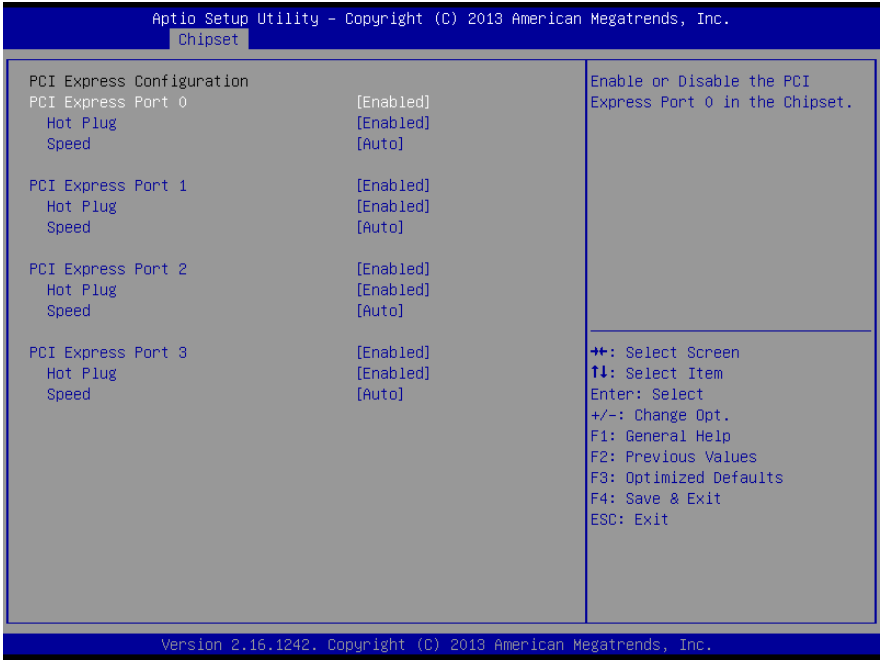 Aptio Setup Utility – Copyright (C) 2013 American Megatrends, Inc.
Chipset
PCI Express Configuration
PCI Express Port 0 [Enabled]
Hot Plug [Enabled]
Speed [Auto]
PCI Express Port 1 [Enabled]
Hot Plug [Enabled]
Speed [Auto]
PCI Express Port 2 [Enabled]
Hot Plug [Enabled]
Speed [Auto]
PCI Express Port 3 [Enabled]
Hot Plug [Enabled]
Speed [Auto]
Enable or Disable the PCI
Express Port 0 in the Chipset.
→←: Select Screen
↑↓: Select Item
Enter: Select
+/-: Change Opt.
F1: General Help
F2: Previous Values
F3: Optimized Defaults
F4: Save & Exit
ESC: Exit
Version 2.16.1242. Copyright (C) 2013 American Megatrends, Inc.